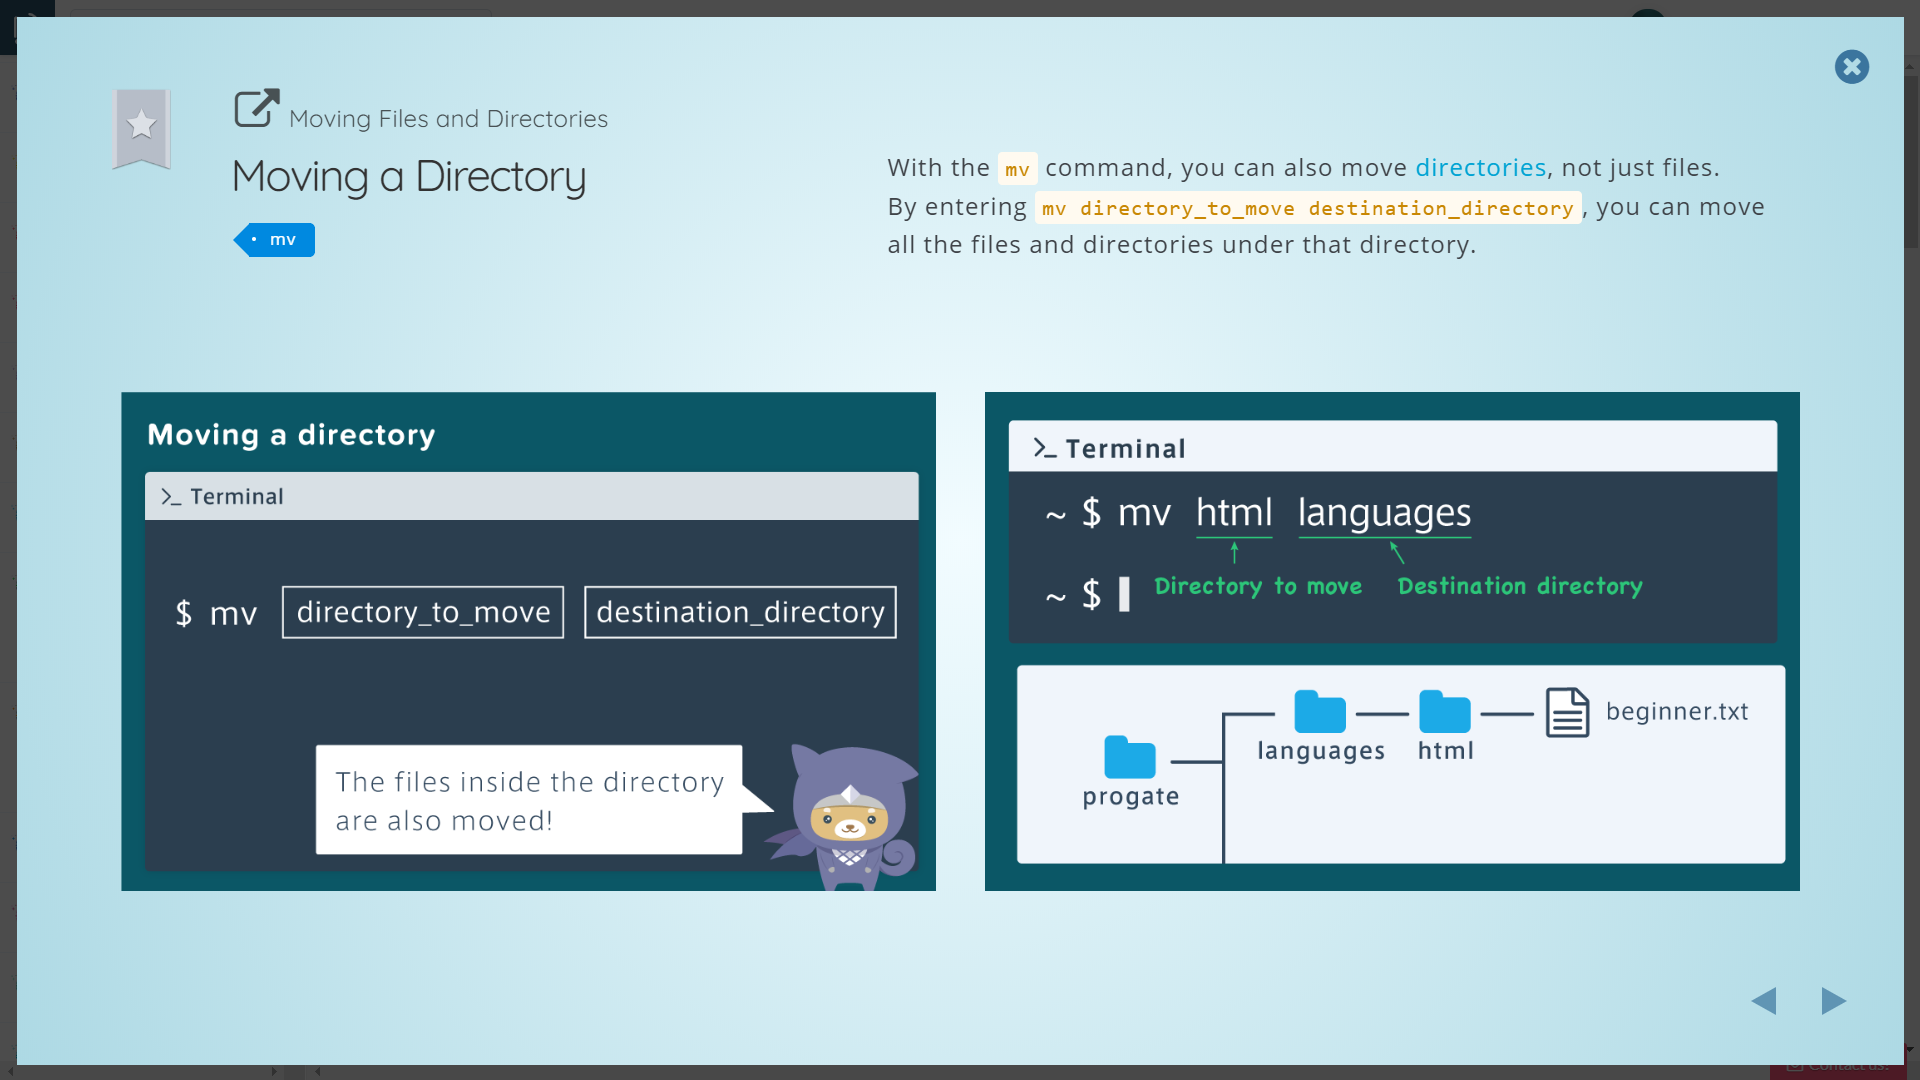 Moving Files and Directories
Moving a Directory
mv
With the mv command, you can also move directories, not just files.
By entering mv directory_to_move destination_directory, you can move
all the files and directories under that directory.
Moving a directory
>_ Terminal
$ mv directory_to_move destination_directory
The files inside the directory
are also moved!
>_ Terminal
~ $ mv html languages
Directory to move Destination directory
~ $
progate
languages
html
beginner.txt
Contact us!